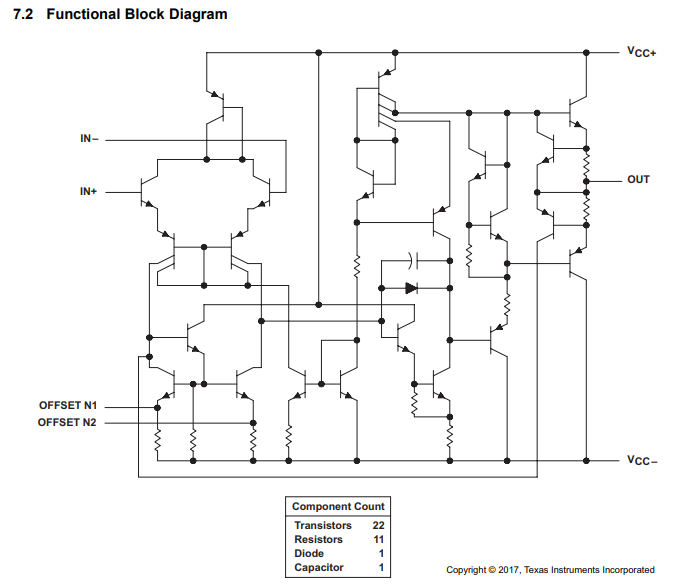 7.2 Functional Block Diagram
VCC+
IN−
IN+
OUT
OFFSET N1
OFFSET N2
VCC−
Component Count
Transistors 22
Resistors 11
Diode 1
Capacitor 1
Copyright © 2017, Texas Instruments Incorporated